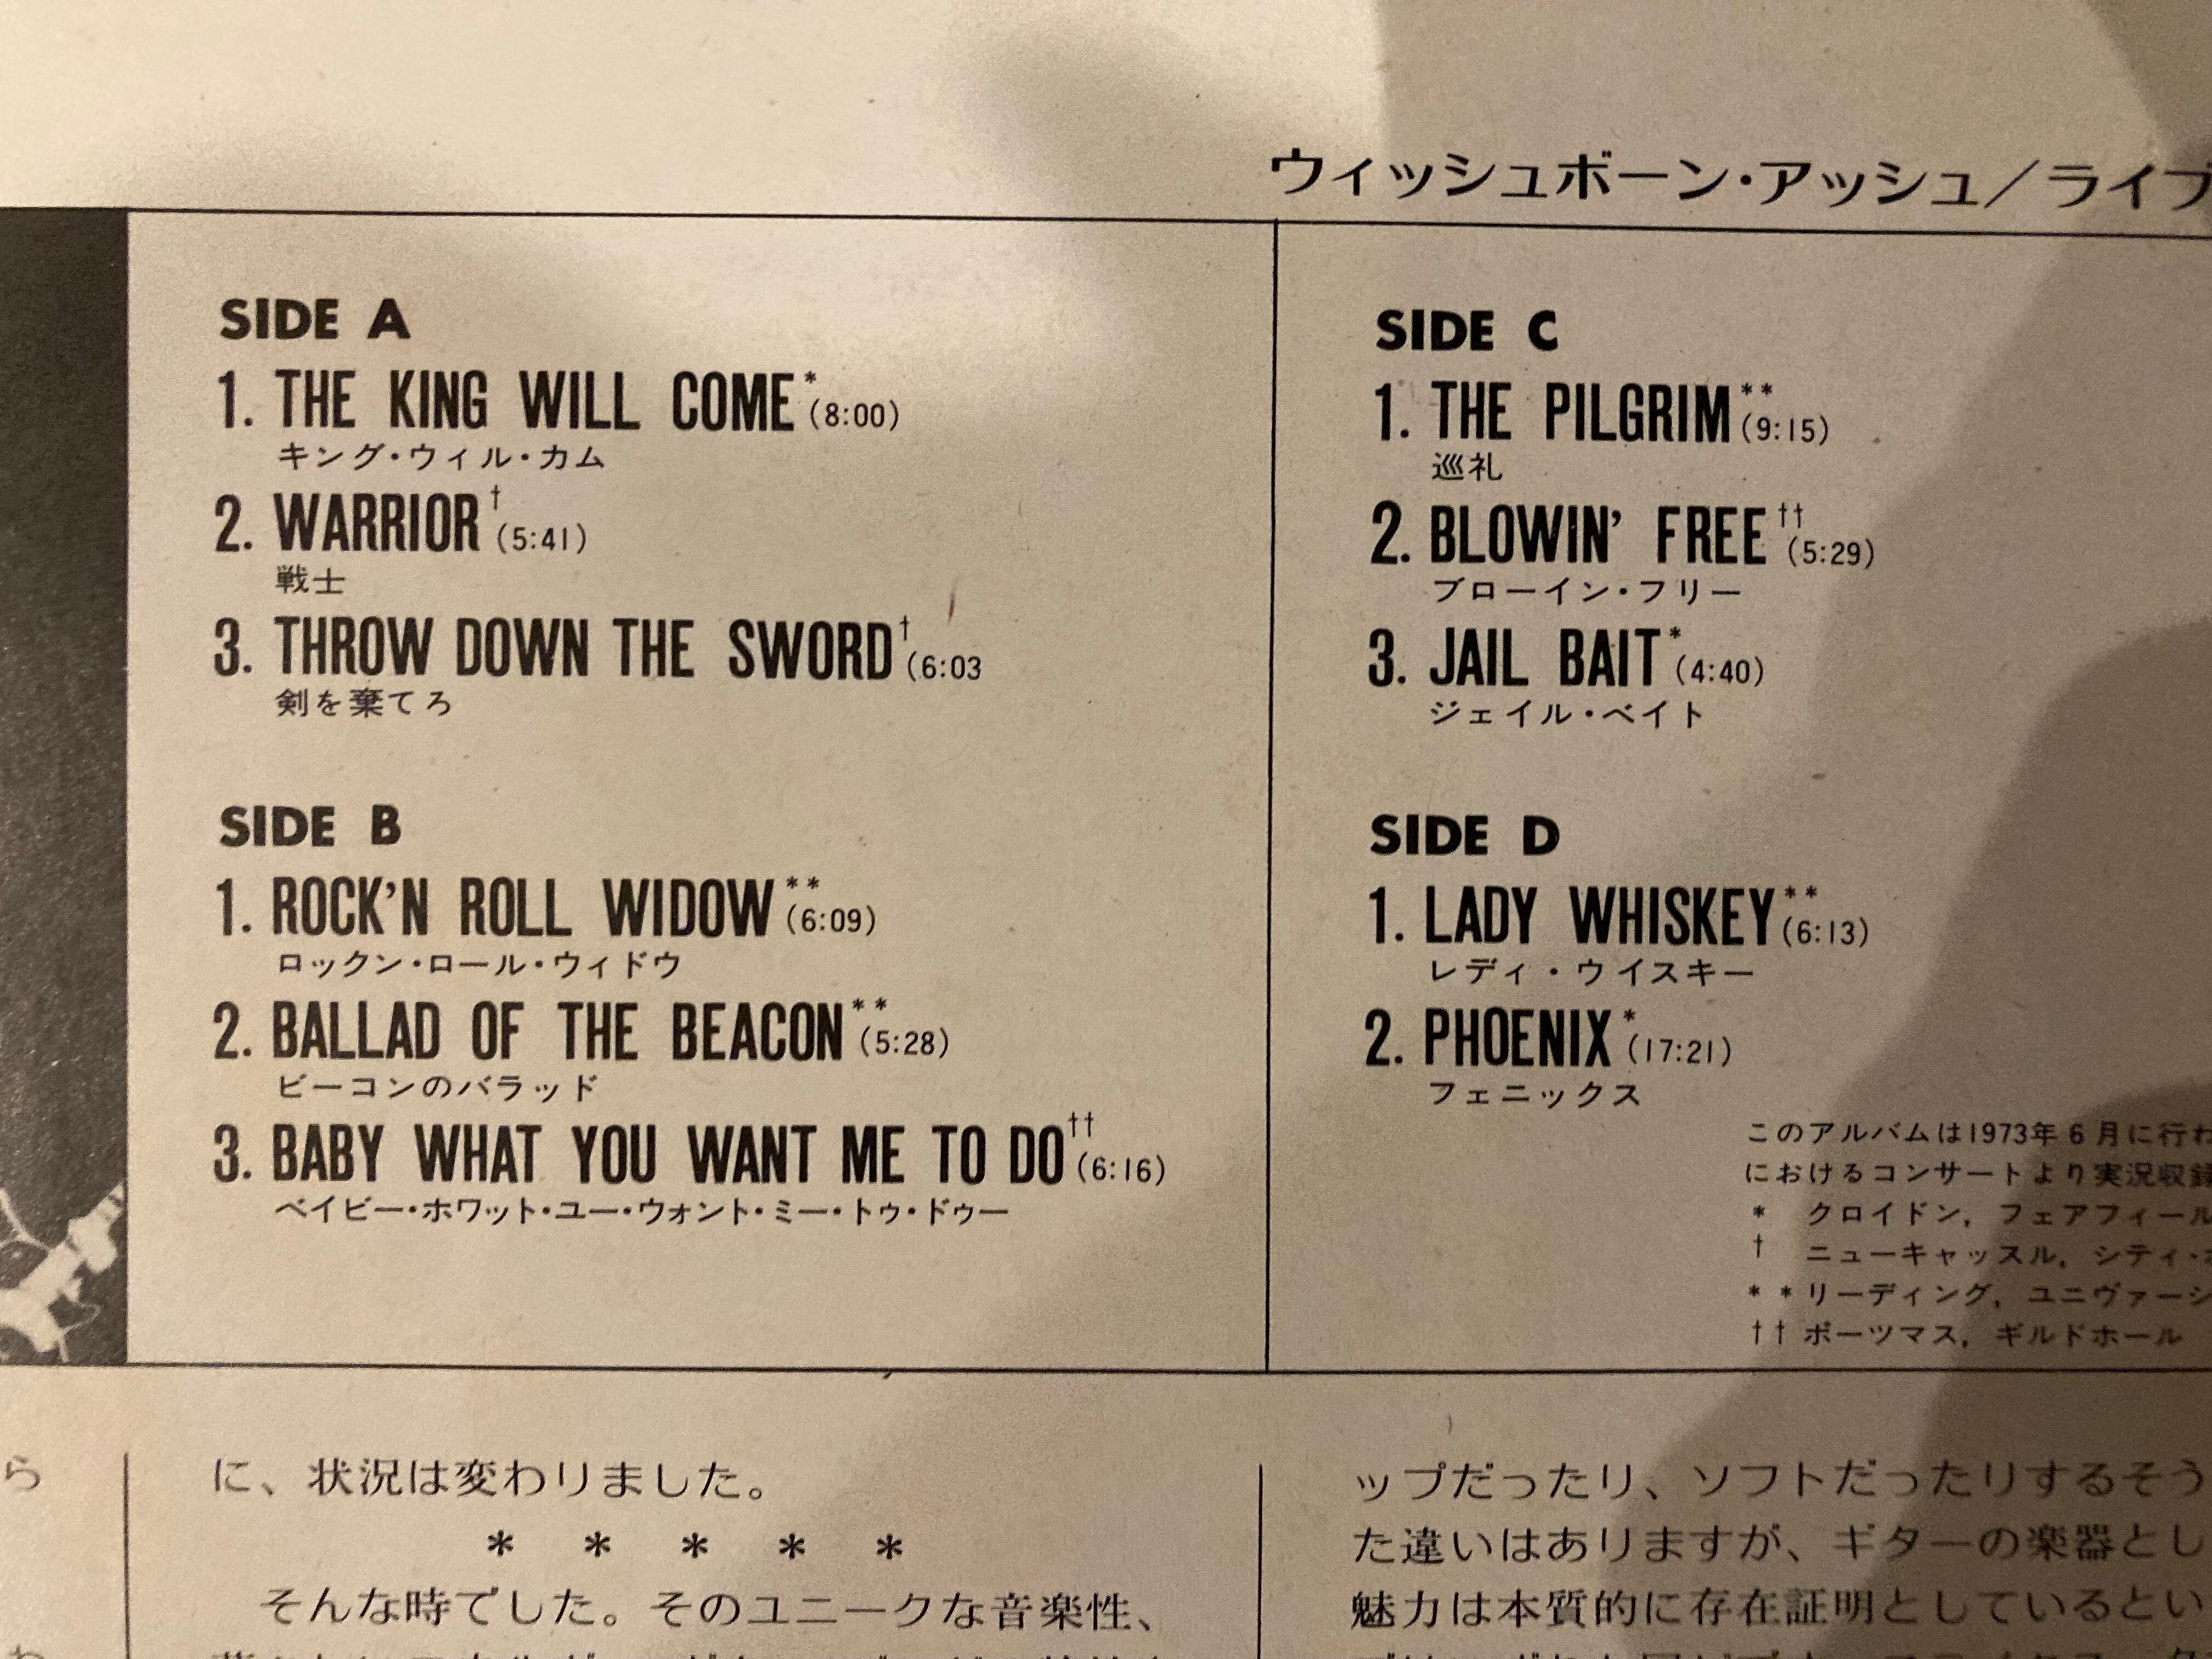 ウィッシュボーン・アッシュ/ライブ
SIDE A
1. THE KING WILL COME* (8:00)
キング・ウィル・カム
2. WARRIOR† (5:41)
戦士
3. THROW DOWN THE SWORD† (6:03
剣を棄てろ
SIDE B
1. ROCK'N ROLL WIDOW** (6:09)
ロックン・ロール・ウィドウ
2. BALLAD OF THE BEACON** (5:28)
ビーコンのバラッド
3. BABY WHAT YOU WANT ME TO DO†† (6:16)
ベイビー・ホワット・ユー・ウォント・ミー・トゥ・ドゥー
SIDE C
1. THE PILGRIM** (9:15)
巡礼
2. BLOWIN' FREE†† (5:29)
ブローイン・フリー
3. JAIL BAIT* (4:40)
ジェイル・ベイト
SIDE D
1. LADY WHISKEY** (6:13)
レディ・ウイスキー
2. PHOENIX* (17:21)
フェニックス
このアルバムは1973年6月に行わ
におけるコンサートより実況収録
* クロイドン, フェアフィール
† ニューキャッスル, シティ・
** リーディング, ユニヴァーシ
†† ポーツマス, ギルドホール
ら
に、状況は変わりました。
* * * * *
そんな時でした。そのユニークな音楽性、
ップだったり、ソフトだったりするそう
た違いはありますが、ギターの楽器とし
魅力は本質的に存在証明としているとい